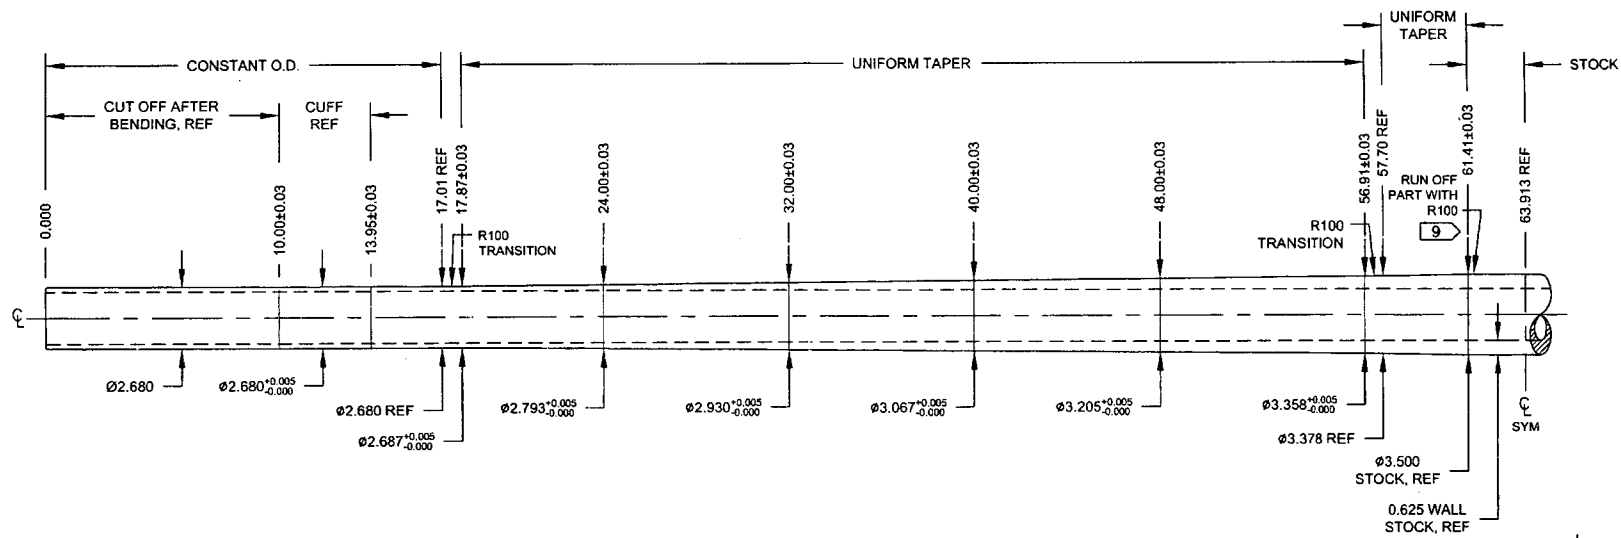 UNIFORM
TAPER
CONSTANT O.D.
UNIFORM TAPER
STOCK
CUT OFF AFTER
BENDING, REF
CUFF
REF
0.000
10.00±0.03
13.95±0.03
17.01 REF
17.87±0.03
24.00±0.03
32.00±0.03
40.00±0.03
48.00±0.03
56.91±0.03
57.70 REF
61.41±0.03
63.913 REF
R100
TRANSITION
R100
TRANSITION
RUN OFF
PART WITH
R100
9
℄
Ø2.680
Ø2.680+0.005
-0.000
Ø2.680 REF
Ø2.687+0.005
-0.000
Ø2.793+0.005
-0.000
Ø2.930+0.005
-0.000
Ø3.067+0.005
-0.000
Ø3.205+0.005
-0.000
Ø3.358+0.005
-0.000
Ø3.378 REF
Ø3.500
STOCK, REF
0.625 WALL
STOCK, REF
℄
SYM